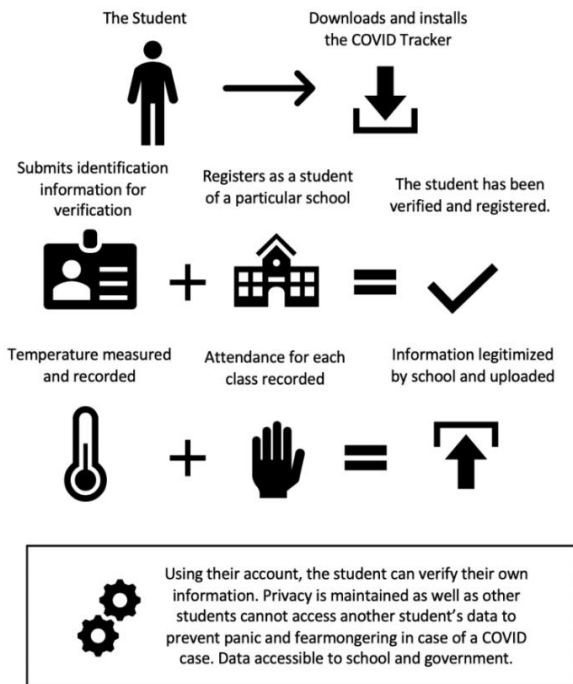 The Student
Downloads and installs
the COVID Tracker
Submits identification
information for
verification
Registers as a student
of a particular school
The student has been
verified and registered.
Temperature measured
and recorded
Attendance for each
class recorded
Information legitimized
by school and uploaded
Using their account, the student can verify their own
information. Privacy is maintained as well as other
students cannot access another student's data to
prevent panic and fearmongering in case of a COVID
case. Data accessible to school and government.